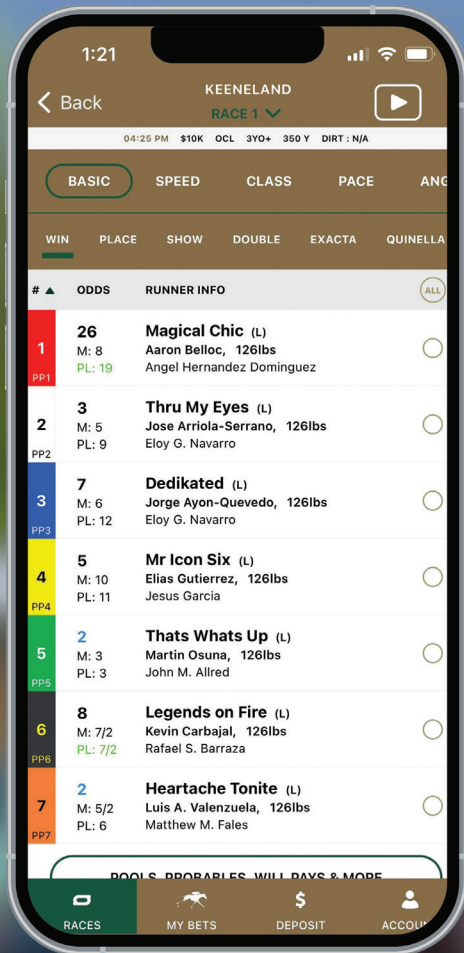 1:21
Back
KEENELAND
RACE 1
04:25 PM $10K OCL 3YO+ 350 Y DIRT : N/A
BASIC SPEED CLASS PACE ANG
WIN PLACE SHOW DOUBLE EXACTA QUINELLA
# ODDS RUNNER INFO ALL
1 PP1
26
M: 8
PL: 19
Magical Chic (L)
Aaron Belloc, 126lbs
Angel Hernandez Dominguez
2 PP2
3
M: 5
PL: 9
Thru My Eyes (L)
Jose Arriola-Serrano, 126lbs
Eloy G. Navarro
3 PP3
7
M: 6
PL: 12
Dedikated (L)
Jorge Ayon-Quevedo, 126lbs
Eloy G. Navarro
4 PP4
5
M: 10
PL: 11
Mr Icon Six (L)
Elias Gutierrez, 126lbs
Jesus Garcia
5 PP5
2
M: 3
PL: 3
Thats Whats Up (L)
Martin Osuna, 126lbs
John M. Allred
6 PP6
8
M: 7/2
PL: 7/2
Legends on Fire (L)
Kevin Carbajal, 126lbs
Rafael S. Barraza
7 PP7
2
M: 5/2
PL: 6
Heartache Tonite (L)
Luis A. Valenzuela, 126lbs
Matthew M. Fales
POOLS, PROBABLES, WILL PAYS & MORE
RACES MY BETS DEPOSIT ACCOUN